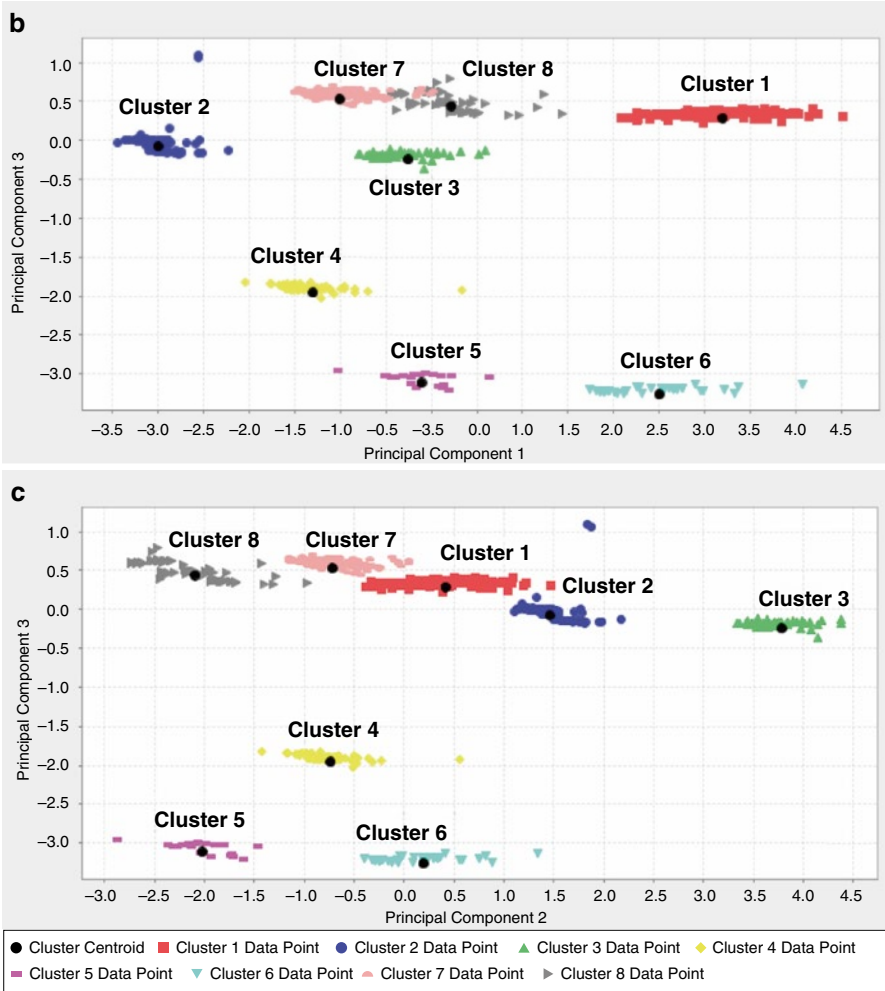 b
Cluster 7 Cluster 8
Cluster 1
Cluster 2
Cluster 3
Cluster 4
Cluster 5
Cluster 6
1.0
0.5
0.0
–0.5
–1.0
–1.5
–2.0
–2.5
–3.0
Principal Component 3
–3.5 –3.0 –2.5 –2.0 –1.5 –1.0 –3.5 0.0 1.0 1.5 2.0 2.5 3.5 4.0 4.5
Principal Component 1
c
Cluster 8 Cluster 7
Cluster 1
Cluster 2
Cluster 3
Cluster 4
Cluster 5
Cluster 6
1.0
0.5
0.0
–0.5
–1.0
–1.5
–2.0
–2.5
–3.0
Principal Component 3
–3.0 –2.5 –2.0 –1.5 –1.0 –0.5 0.0 0.5 1.0 1.5 2.0 2.5 3.0 3.5 4.0 4.5
Principal Component 2
Cluster Centroid Cluster 1 Data Point Cluster 2 Data Point Cluster 3 Data Point Cluster 4 Data Point
Cluster 5 Data Point Cluster 6 Data Point Cluster 7 Data Point Cluster 8 Data Point